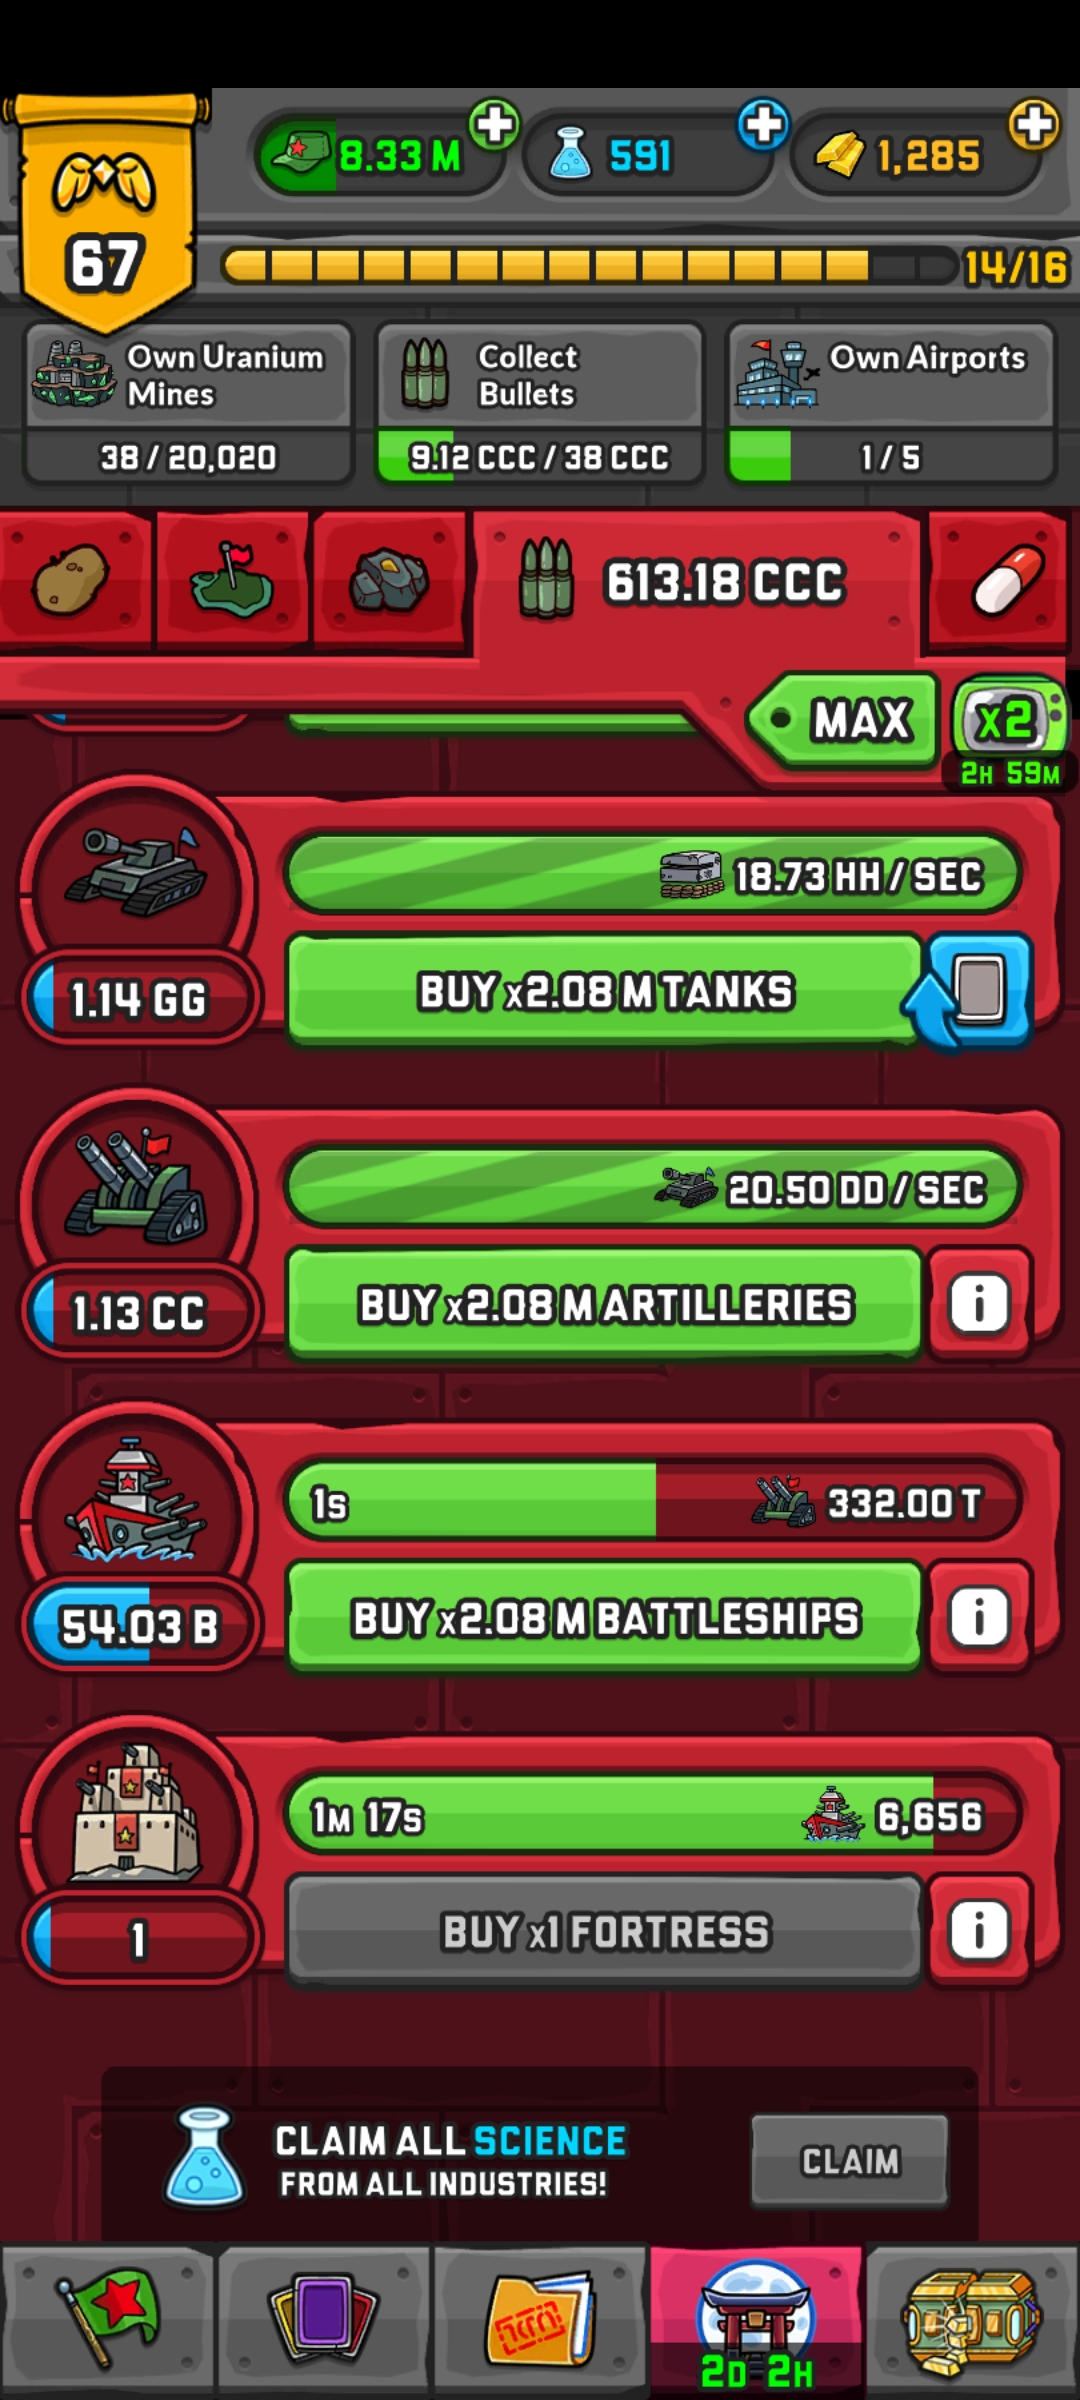 8.33 M
591
1,285
67
14/16
Own Uranium
Mines
38 / 20,020
Collect
Bullets
9.12 CCC / 38 CCC
Own Airports
1 / 5
613.18 CCC
MAX
x2
2H 59M
18.73 HH / SEC
1.14 GG
BUY x2.08 M TANKS
20.50 DD / SEC
1.13 CC
BUY x2.08 M ARTILLERIES
i
1s
332.00 T
54.03 B
BUY x2.08 M BATTLESHIPS
i
1M 17s
6,656
1
BUY x1 FORTRESS
i
CLAIM ALL SCIENCE
FROM ALL INDUSTRIES!
CLAIM
2D 2H